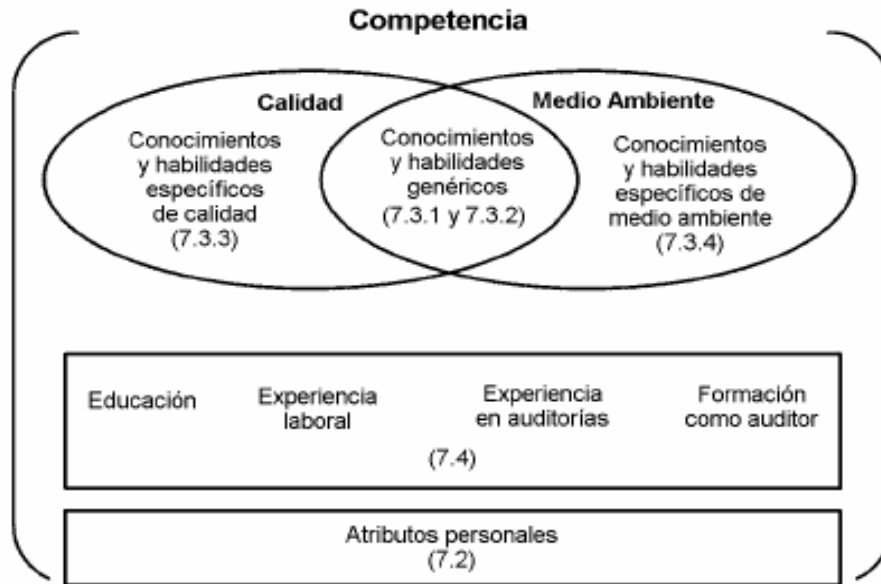 Competencia
Calidad
Conocimientos
y habilidades
específicos
de calidad
(7.3.3)
Conocimientos
y habilidades
genéricos
(7.3.1 y 7.3.2)
Medio Ambiente
Conocimientos
y habilidades
específicos de
medio ambiente
(7.3.4)
Educación
Experiencia
laboral
Experiencia
en auditorías
Formación
como auditor
(7.4)
Atributos personales
(7.2)